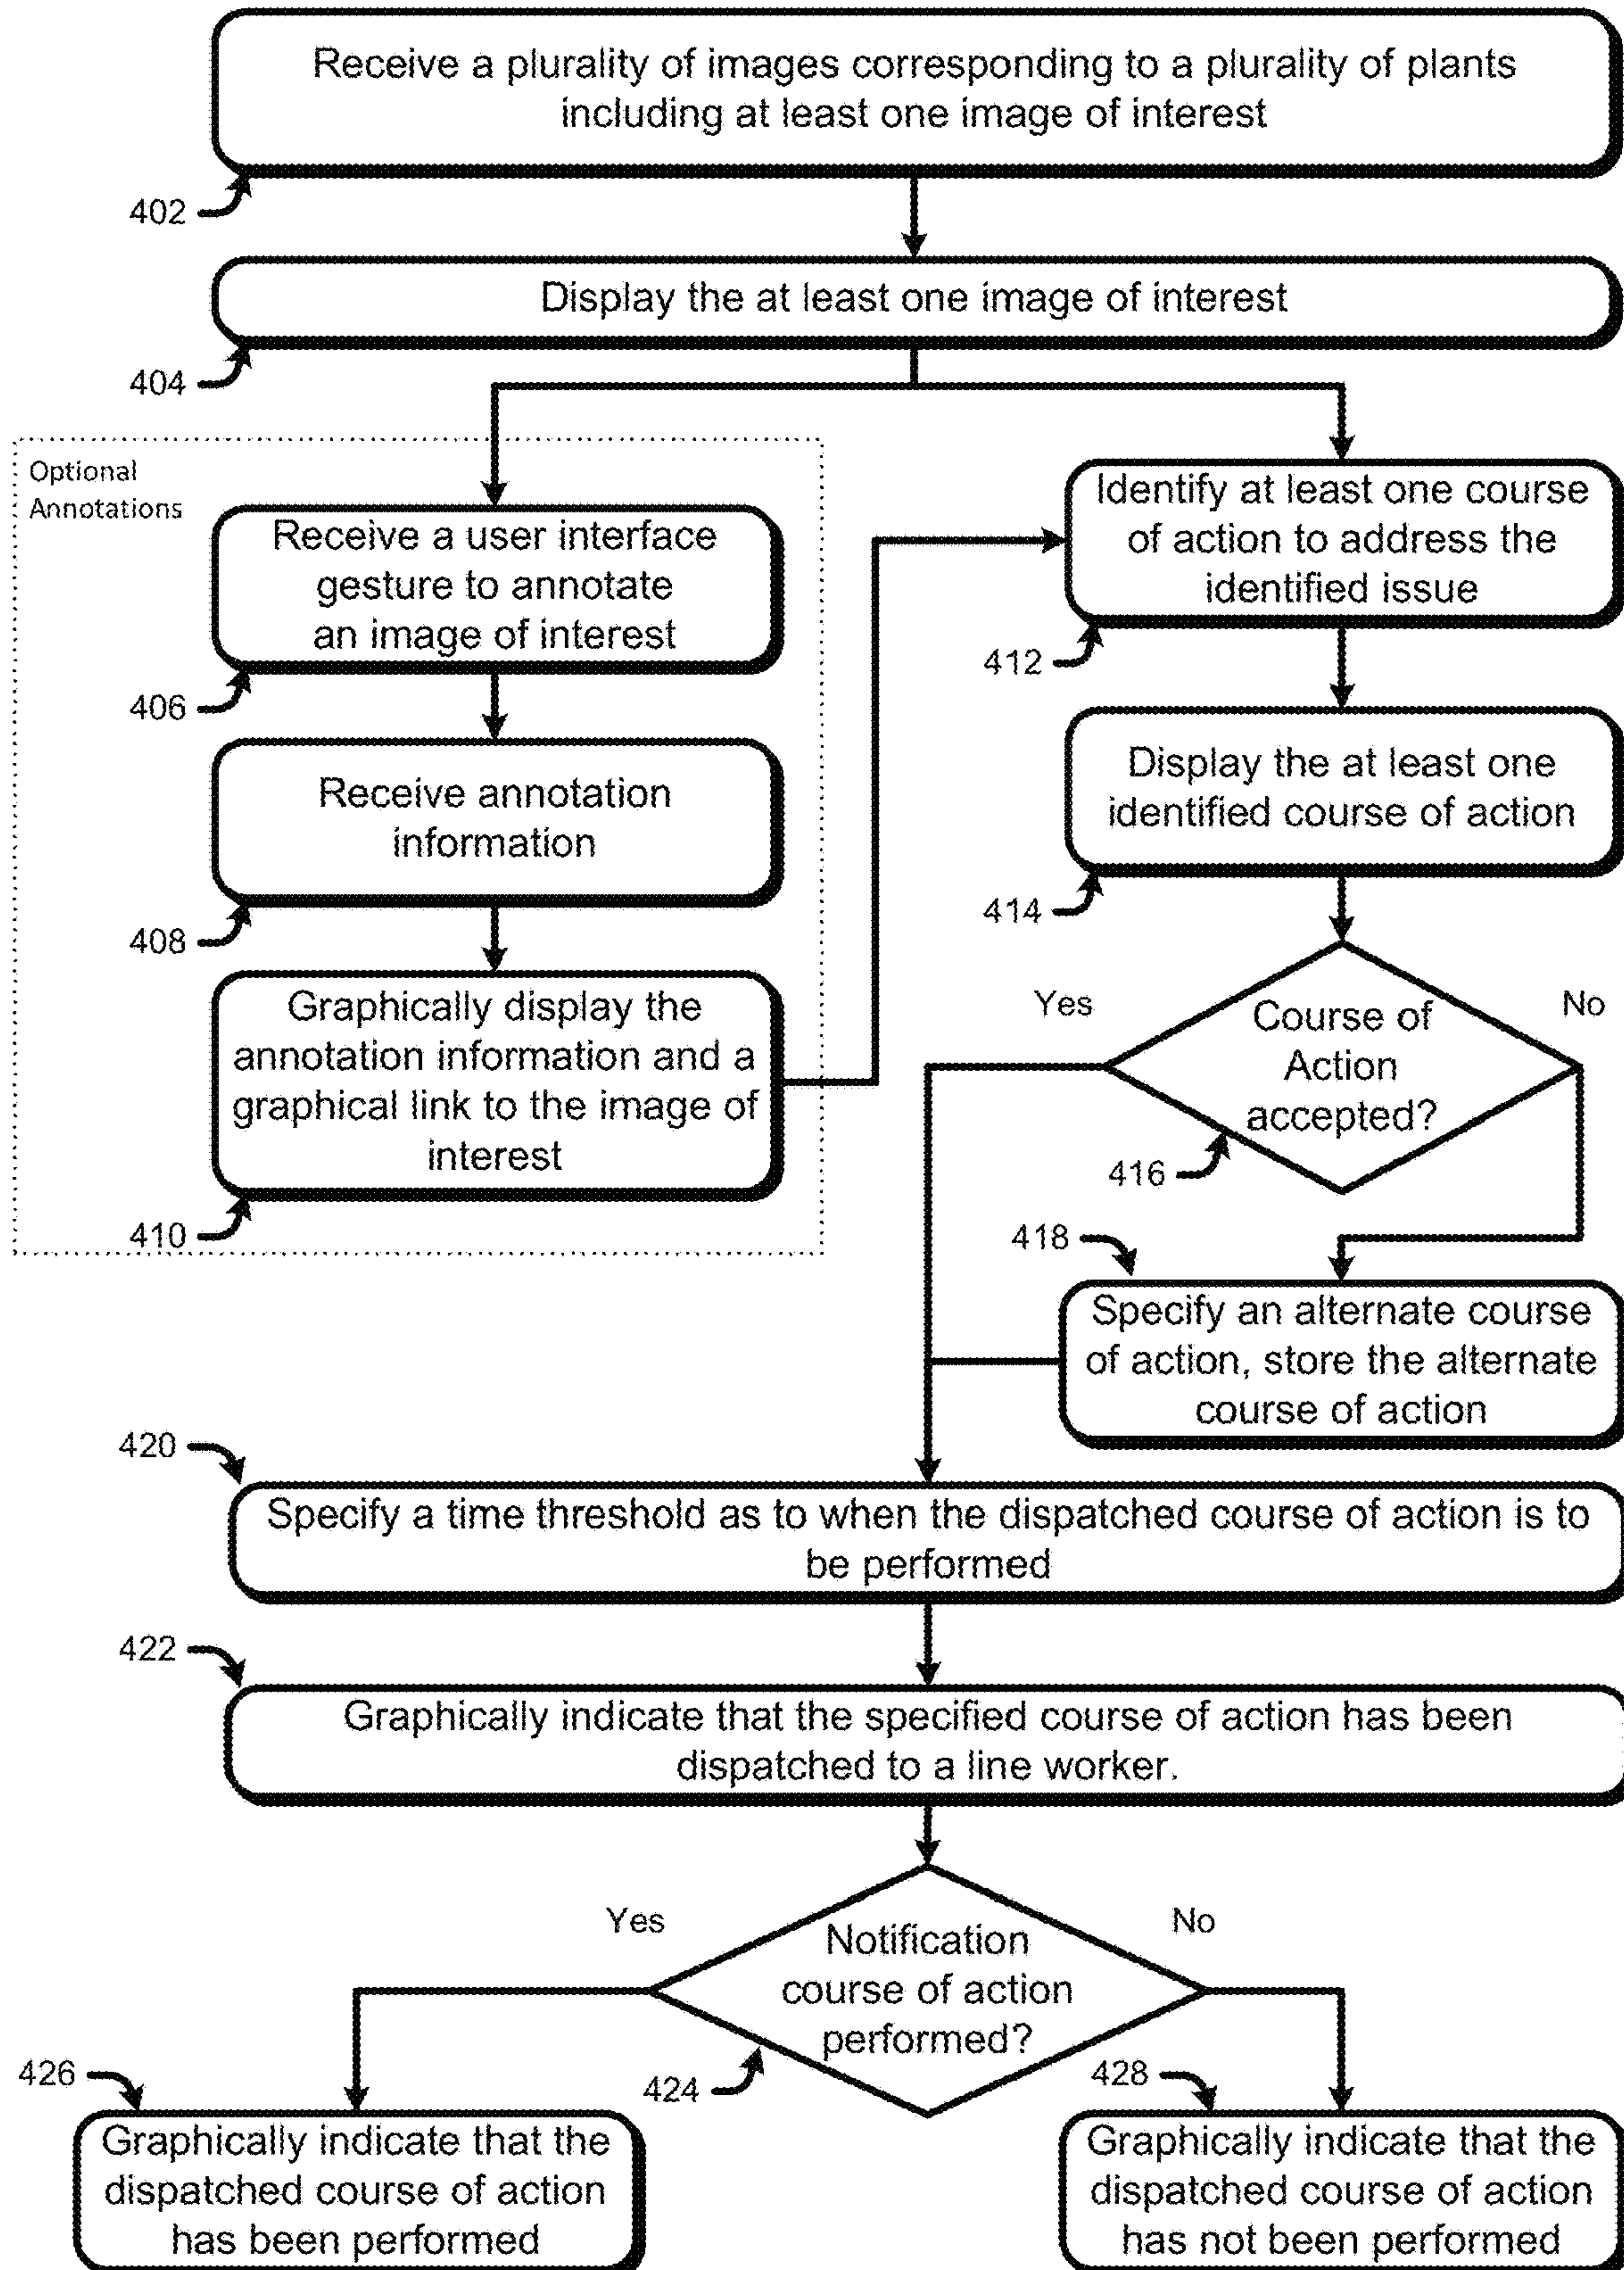 Receive a plurality of images corresponding to a plurality of plants
including at least one image of interest
402
Display the at least one image of interest
404
Optional
Annotations
Receive a user interface
gesture to annotate
an image of interest
406
Receive annotation
information
408
Graphically display the
annotation information and a
graphical link to the image of
interest
410
Identify at least one course
of action to address the
identified issue
412
Display the at least one
identified course of action
414
Yes
No
Course of
Action
accepted?
416
418
Specify an alternate course
of action, store the alternate
course of action
420
Specify a time threshold as to when the dispatched course of action is to
be performed
422
Graphically indicate that the specified course of action has been
dispatched to a line worker.
Yes
No
Notification
course of action
performed?
424
426
Graphically indicate that the
dispatched course of action
has been performed
428
Graphically indicate that the
dispatched course of action
has not been performed